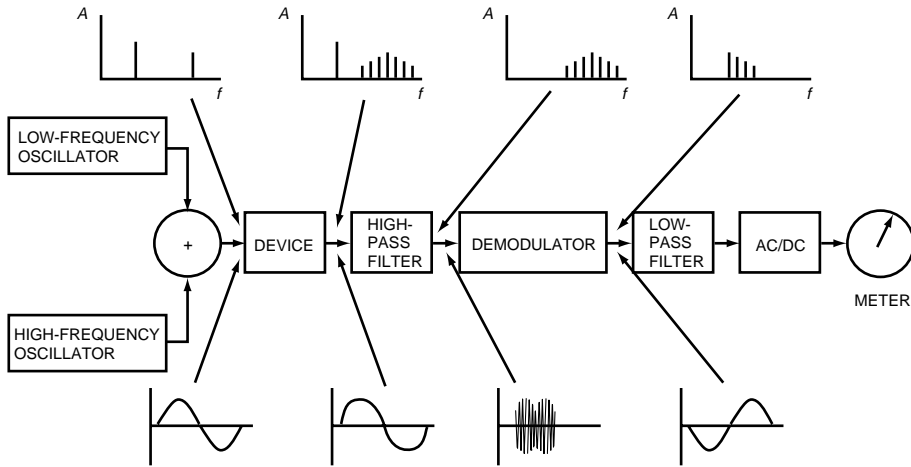 A
f
A
f
A
f
A
f
LOW-FREQUENCY
OSCILLATOR
+
DEVICE
HIGH-
PASS
FILTER
DEMODULATOR
LOW-
PASS
FILTER
AC/DC
METER
HIGH-FREQUENCY
OSCILLATOR